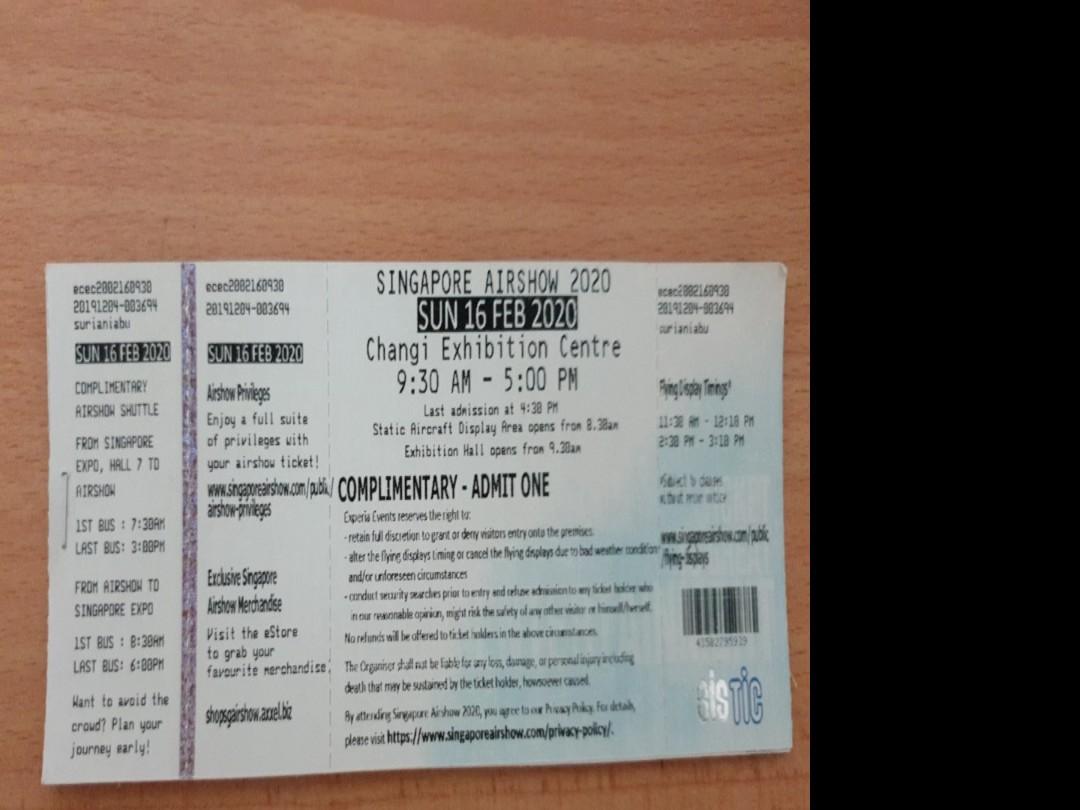 ecec2002160930
20191204-003694
surianiabu
SUN 16 FEB 2020
COMPLIMENTARY
AIRSHOW SHUTTLE
FROM SINGAPORE
EXPO, HALL 7 TO
AIRSHOW
1ST BUS : 7:30AM
LAST BUS: 3:00PM
FROM AIRSHOW TO
SINGAPORE EXPO
1ST BUS : 8:30AM
LAST BUS: 6:00PM
Want to avoid the
crowd? Plan your
journey early!
ecec2002160930
20191204-003694
SUN 16 FEB 2020
Airshow Privileges
Enjoy a full suite
of privileges with
your airshow ticket!
www.singaporeairshow.com/public/
airshow-privileges
Exclusive Singapore
Airshow Merchandise
Visit the eStore
to grab your
favourite merchandise.
shopsgairshow.axxel.biz
SINGAPORE AIRSHOW 2020
SUN 16 FEB 2020
Changi Exhibition Centre
9:30 AM - 5:00 PM
Last admission at 4:30 PM
Static Aircraft Display Area opens from 8.30am
Exhibition Hall opens from 9.30am
COMPLIMENTARY - ADMIT ONE
Experia Events reserves the right to:
- retain full discretion to grant or deny visitors entry onto the premises.
- alter the flying displays timing or cancel the flying displays due to bad weather condition
and/or unforeseen circumstances
- conduct security searches prior to entry and refuse admission to any ticket holder who
in our reasonable opinion, might risk the safety of any other visitor or himself/herself.
No refunds will be offered to ticket holders in the above circumstances.
The Organiser shall not be liable for any loss, damage, or personal injury including
death that may be sustained by the ticket holder, howsoever caused.
By attending Singapore Airshow 2020, you agree to our Privacy Policy. For details,
please visit https://www.singaporeairshow.com/privacy-policy/.
ecec2002160930
20191204-003694
surianiabu
Flying Display Timings*
11:30 AM - 12:10 PM
2:30 PM - 3:10 PM
*Subject to changes
without prior notice
www.singaporeairshow.com/public
/flying-displays
SISTIC